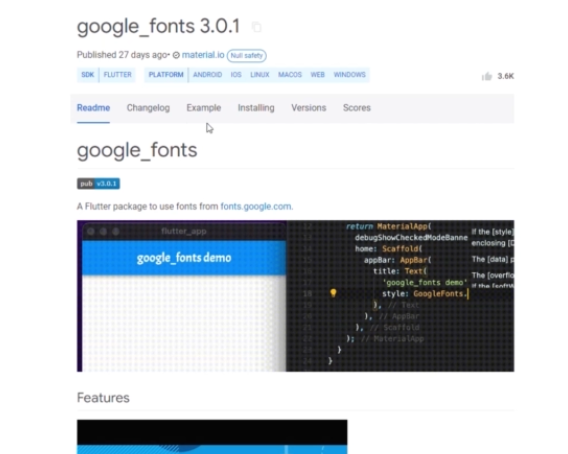 google_fonts 3.0.1
Published 27 days ago• material.io Null safety
SDK FLUTTER PLATFORM ANDROID IOS LINUX MACOS WEB WINDOWS
3.6K
Readme Changelog Example Installing Versions Scores
google_fonts
pub v3.0.1
A Flutter package to use fonts from fonts.google.com.
flutter_app
google_fonts demo
return MaterialApp(
debugShowCheckedModeBanne
home: Scaffold(
appBar: AppBar(
title: Text(
'google_fonts demo'
style: GoogleFonts.
), // Text
), // AppBar
), // Scaffold
); // MaterialApp
}
}
If the [style]
enclosing [D
The [data] p
The [overflo
If the [softW
Features